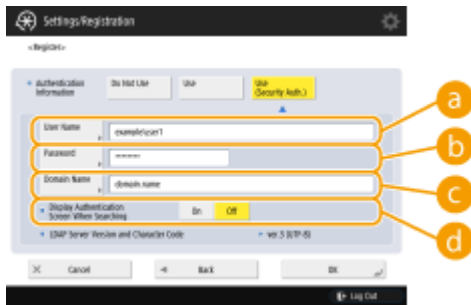 Settings/Registration
<Register>
Authentication Information
Do Not Use
Use
Use (Security Auth.)
User Name
example\user1
a
Password
********
b
Domain Name
domain.name
c
Display Authentication Screen When Searching
On
Off
d
LDAP Server Version and Character Code
ver.3 (UTF-8)
Cancel
Back
OK
Log Out